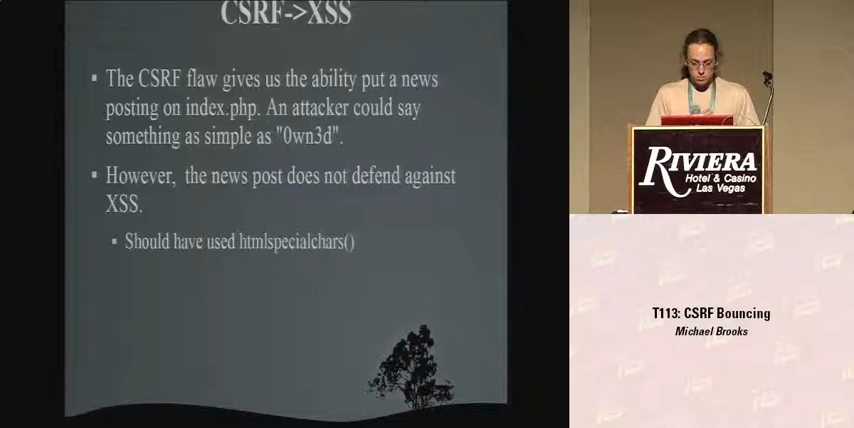 CSRF->XSS
▪ The CSRF flaw gives us the ability put a news
posting on index.php. An attacker could say
something as simple as "0wn3d".
▪ However, the news post does not defend against
XSS.
▪ Should have used htmlspecialchars()
RIVIERA
Hotel & Casino
Las Vegas
T113: CSRF Bouncing
Michael Brooks